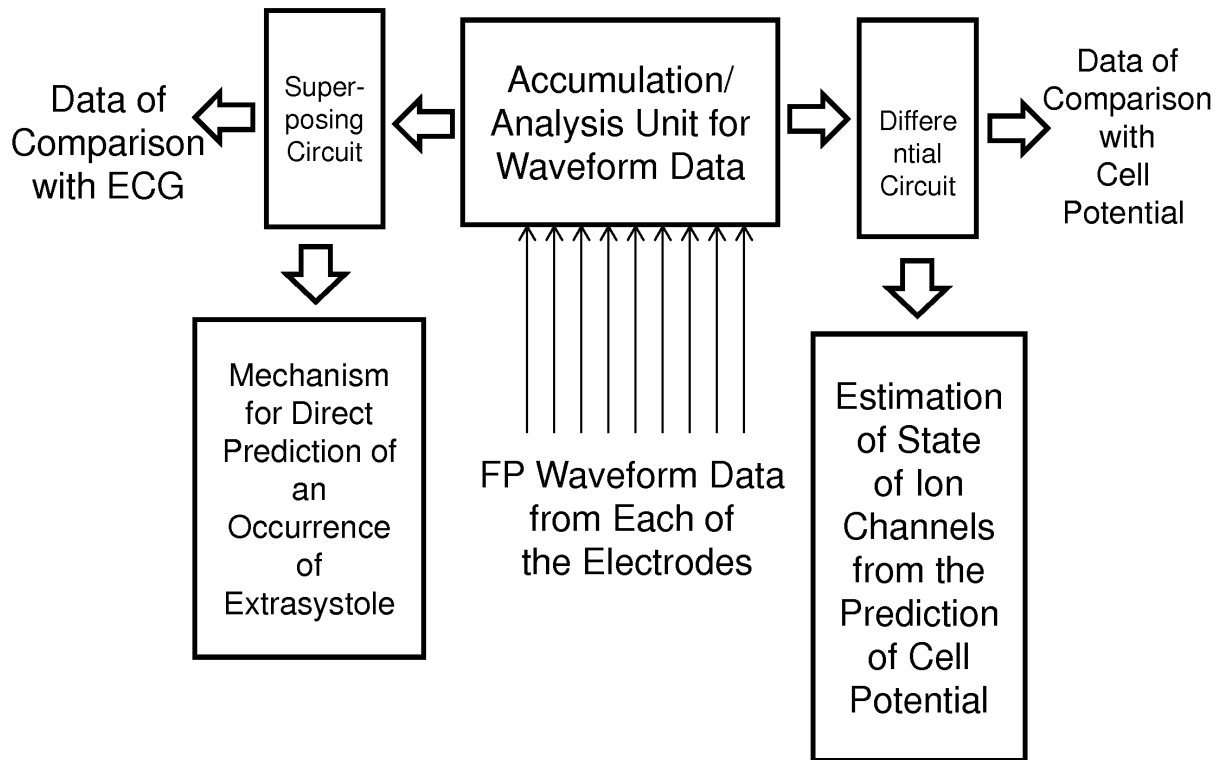 Data of
Comparison
with ECG
Super-
posing
Circuit
Accumulation/
Analysis Unit for
Waveform Data
Differe
ntial
Circuit
Data of
Comparison
with
Cell
Potential
Mechanism
for Direct
Prediction of
an
Occurrence
of
Extrasystole
FP Waveform Data
from Each of
the Electrodes
Estimation
of State
of Ion
Channels
from the
Prediction
of Cell
Potential